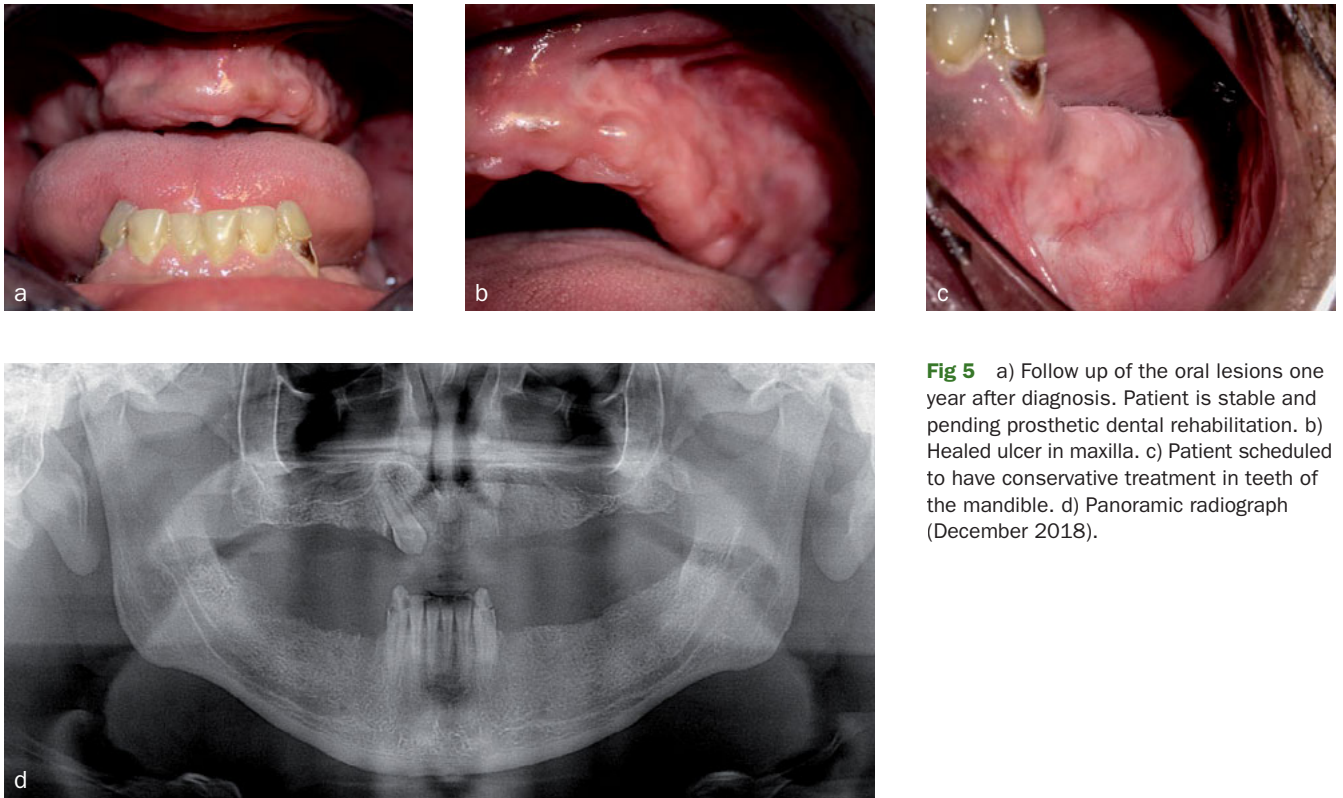 a
b
c
Fig 5 a) Follow up of the oral lesions one
year after diagnosis. Patient is stable and
pending prosthetic dental rehabilitation. b)
Healed ulcer in maxilla. c) Patient scheduled
to have conservative treatment in teeth of
the mandible. d) Panoramic radiograph
(December 2018).
d